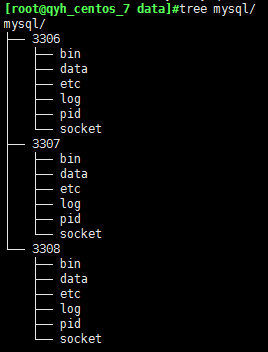 [root@qyh_centos_7 data]#tree mysql/
mysql/
├── 3306
│   ├── bin
│   ├── data
│   ├── etc
│   ├── log
│   ├── pid
│   └── socket
├── 3307
│   ├── bin
│   ├── data
│   ├── etc
│   ├── log
│   ├── pid
│   └── socket
└── 3308
    ├── bin
    ├── data
    ├── etc
    ├── log
    ├── pid
    └── socket